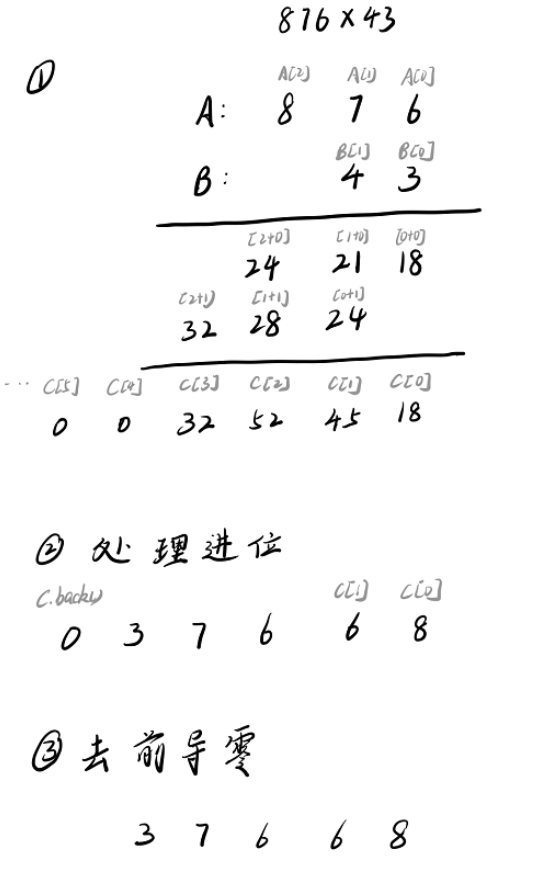 876×43
①
A[2] A[1] A[0]
A: 8 7 6
B[1] B[0]
B: 4 3
[2+0] [1+0] [0+0]
24 21 18
[2+1] [1+1] [0+1]
32 28 24
... C[5] C[4] C[3] C[2] C[1] C[0]
0 0 32 52 45 18
② 处理进位
C.back() C[1] C[0]
0 3 7 6 6 8
③ 去前导零
3 7 6 6 8